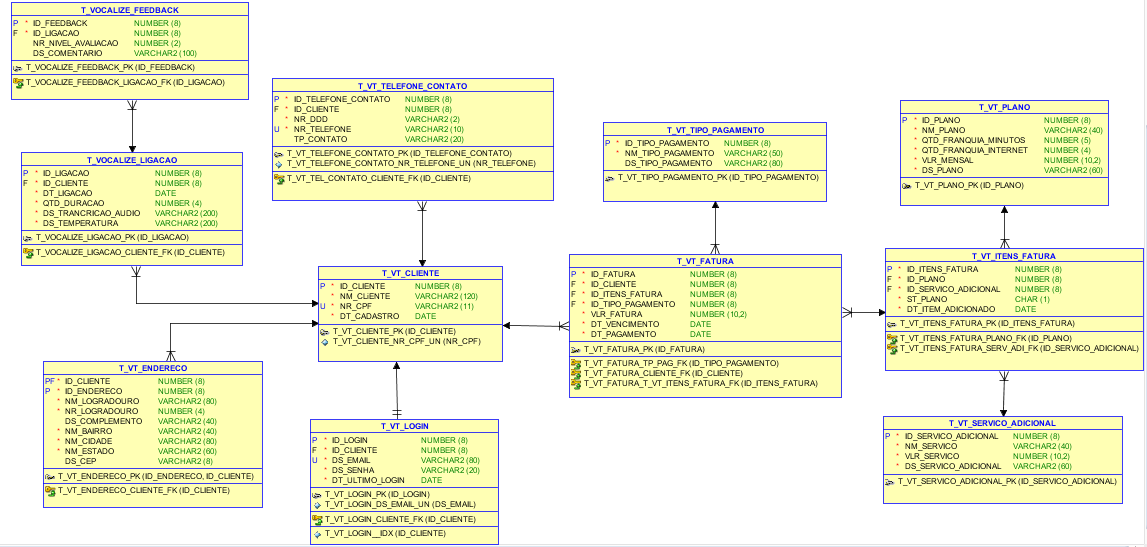 T_VOCALIZE_FEEDBACK
P * ID_FEEDBACK NUMBER (8)
F * ID_LIGACAO NUMBER (8)
NR_NIVEL_AVALIACAO NUMBER (2)
DS_COMENTARIO VARCHAR2 (100)
T_VOCALIZE_FEEDBACK_PK (ID_FEEDBACK)
T_VOCALIZE_FEEDBACK_LIGACAO_FK (ID_LIGACAO)
T_VT_TELEFONE_CONTATO
P * ID_TELEFONE_CONTATO NUMBER (8)
F * ID_CLIENTE NUMBER (8)
* NR_DDD VARCHAR2 (2)
U * NR_TELEFONE VARCHAR2 (10)
TP_CONTATO VARCHAR2 (20)
T_VT_TELEFONE_CONTATO_PK (ID_TELEFONE_CONTATO)
T_VT_TELEFONE_CONTATO_NR_TELEFONE_UN (NR_TELEFONE)
T_VT_TEL_CONTATO_CLIENTE_FK (ID_CLIENTE)
T_VT_TIPO_PAGAMENTO
P * ID_TIPO_PAGAMENTO NUMBER (8)
* NM_TIPO_PAGAMENTO VARCHAR2 (50)
DS_TIPO_PAGAMENTO VARCHAR2 (80)
T_VT_TIPO_PAGAMENTO_PK (ID_TIPO_PAGAMENTO)
T_VT_PLANO
P * ID_PLANO NUMBER (8)
* NM_PLANO VARCHAR2 (40)
* QTD_FRANQUIA_MINUTOS NUMBER (5)
* QTD_FRANQUIA_INTERNET NUMBER (4)
* VLR_MENSAL NUMBER (10,2)
* DS_PLANO VARCHAR2 (60)
T_VT_PLANO_PK (ID_PLANO)
T_VOCALIZE_LIGACAO
P * ID_LIGACAO NUMBER (8)
F * ID_CLIENTE NUMBER (8)
* DT_LIGACAO DATE
* QTD_DURACAO NUMBER (4)
* DS_TRANCRICAO_AUDIO VARCHAR2 (200)
* DS_TEMPERATURA VARCHAR2 (200)
T_VOCALIZE_LIGACAO_PK (ID_LIGACAO)
T_VOCALIZE_LIGACAO_CLIENTE_FK (ID_CLIENTE)
T_VT_CLIENTE
P * ID_CLIENTE NUMBER (8)
* NM_CLIENTE VARCHAR2 (120)
U * NR_CPF VARCHAR2 (11)
* DT_CADASTRO DATE
T_VT_CLIENTE_PK (ID_CLIENTE)
T_VT_CLIENTE_NR_CPF_UN (NR_CPF)
T_VT_FATURA
P * ID_FATURA NUMBER (8)
F * ID_CLIENTE NUMBER (8)
F * ID_ITENS_FATURA NUMBER (8)
F * ID_TIPO_PAGAMENTO NUMBER (8)
* VLR_FATURA NUMBER (10,2)
* DT_VENCIMENTO DATE
* DT_PAGAMENTO DATE
T_VT_FATURA_PK (ID_FATURA)
T_VT_FATURA_TP_PAG_FK (ID_TIPO_PAGAMENTO)
T_VT_FATURA_CLIENTE_FK (ID_CLIENTE)
T_VT_FATURA_T_VT_ITENS_FATURA_FK (ID_ITENS_FATURA)
T_VT_ITENS_FATURA
P * ID_ITENS_FATURA NUMBER (8)
F * ID_PLANO NUMBER (8)
F * ID_SERVICO_ADICIONAL NUMBER (8)
* ST_PLANO CHAR (1)
* DT_ITEM_ADICIONADO DATE
T_VT_ITENS_FATURA_PK (ID_ITENS_FATURA)
T_VT_ITENS_FATURA_PLANO_FK (ID_PLANO)
T_VT_ITENS_FATURA_SERV_ADI_FK (ID_SERVICO_ADICIONAL)
T_VT_ENDERECO
PF * ID_CLIENTE NUMBER (8)
P * ID_ENDERECO NUMBER (8)
* NM_LOGRADOURO VARCHAR2 (80)
* NR_LOGRADOURO NUMBER (4)
DS_COMPLEMENTO VARCHAR2 (40)
* NM_BAIRRO VARCHAR2 (40)
* NM_CIDADE VARCHAR2 (80)
* NM_ESTADO VARCHAR2 (60)
DS_CEP VARCHAR2 (8)
T_VT_ENDERECO_PK (ID_ENDERECO, ID_CLIENTE)
T_VT_ENDERECO_CLIENTE_FK (ID_CLIENTE)
T_VT_LOGIN
P * ID_LOGIN NUMBER (8)
F * ID_CLIENTE NUMBER (8)
U * DS_EMAIL VARCHAR2 (80)
* DS_SENHA VARCHAR2 (20)
* DT_ULTIMO_LOGIN DATE
T_VT_LOGIN_PK (ID_LOGIN)
T_VT_LOGIN_DS_EMAIL_UN (DS_EMAIL)
T_VT_LOGIN_CLIENTE_FK (ID_CLIENTE)
T_VT_LOGIN__IDX (ID_CLIENTE)
T_VT_SERVICO_ADICIONAL
P * ID_SERVICO_ADICIONAL NUMBER (8)
* NM_SERVICO VARCHAR2 (40)
* VLR_SERVICO NUMBER (10,2)
* DS_SERVICO_ADICIONAL VARCHAR2 (60)
T_VT_SERVICO_ADICIONAL_PK (ID_SERVICO_ADICIONAL)